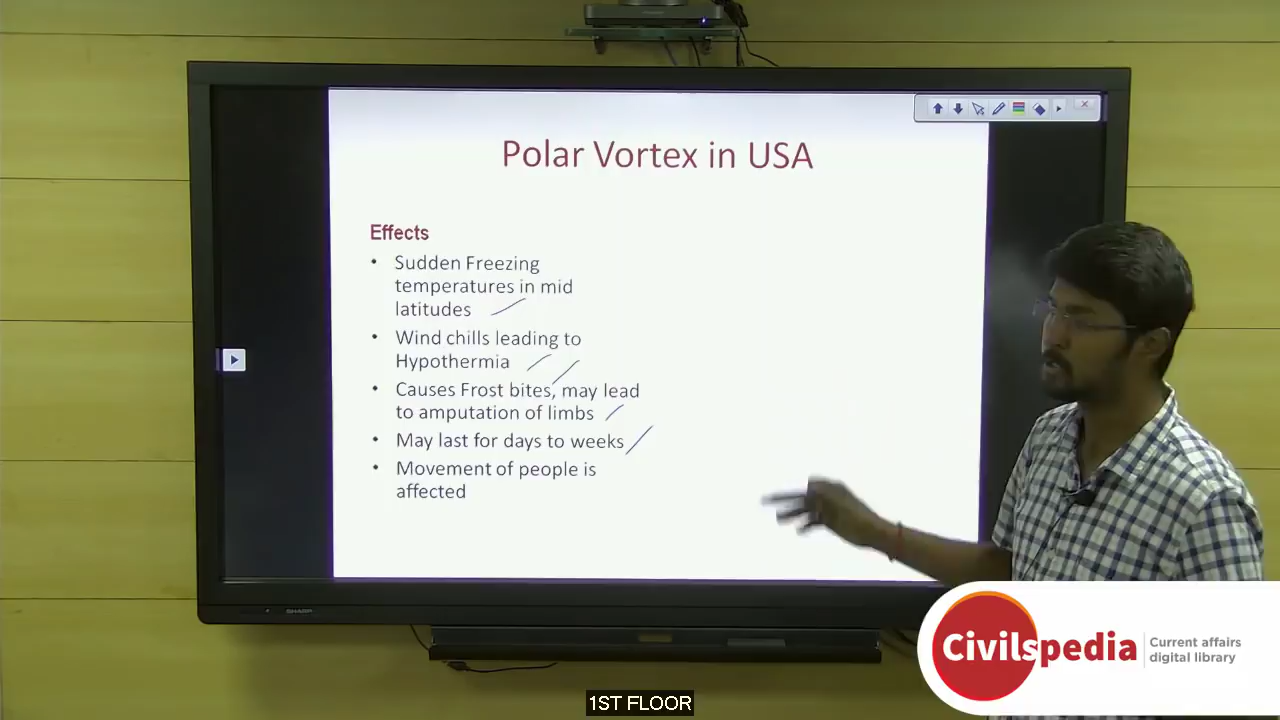 Polar Vortex in USA
Effects
• Sudden Freezing
temperatures in mid
latitudes
• Wind chills leading to
Hypothermia
• Causes Frost bites, may lead
to amputation of limbs
• May last for days to weeks
• Movement of people is
affected
SHARP
Civilspedia
Current affairs
digital library
1ST FLOOR